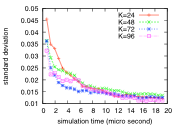 0.05
0.045
0.04
0.035
0.03
0.025
0.02
0.015
0.01
standard deviation
K=24
K=48
K=72
K=96
0 2 4 6 8 10 12 14 16 18 20
simulation time (micro second)